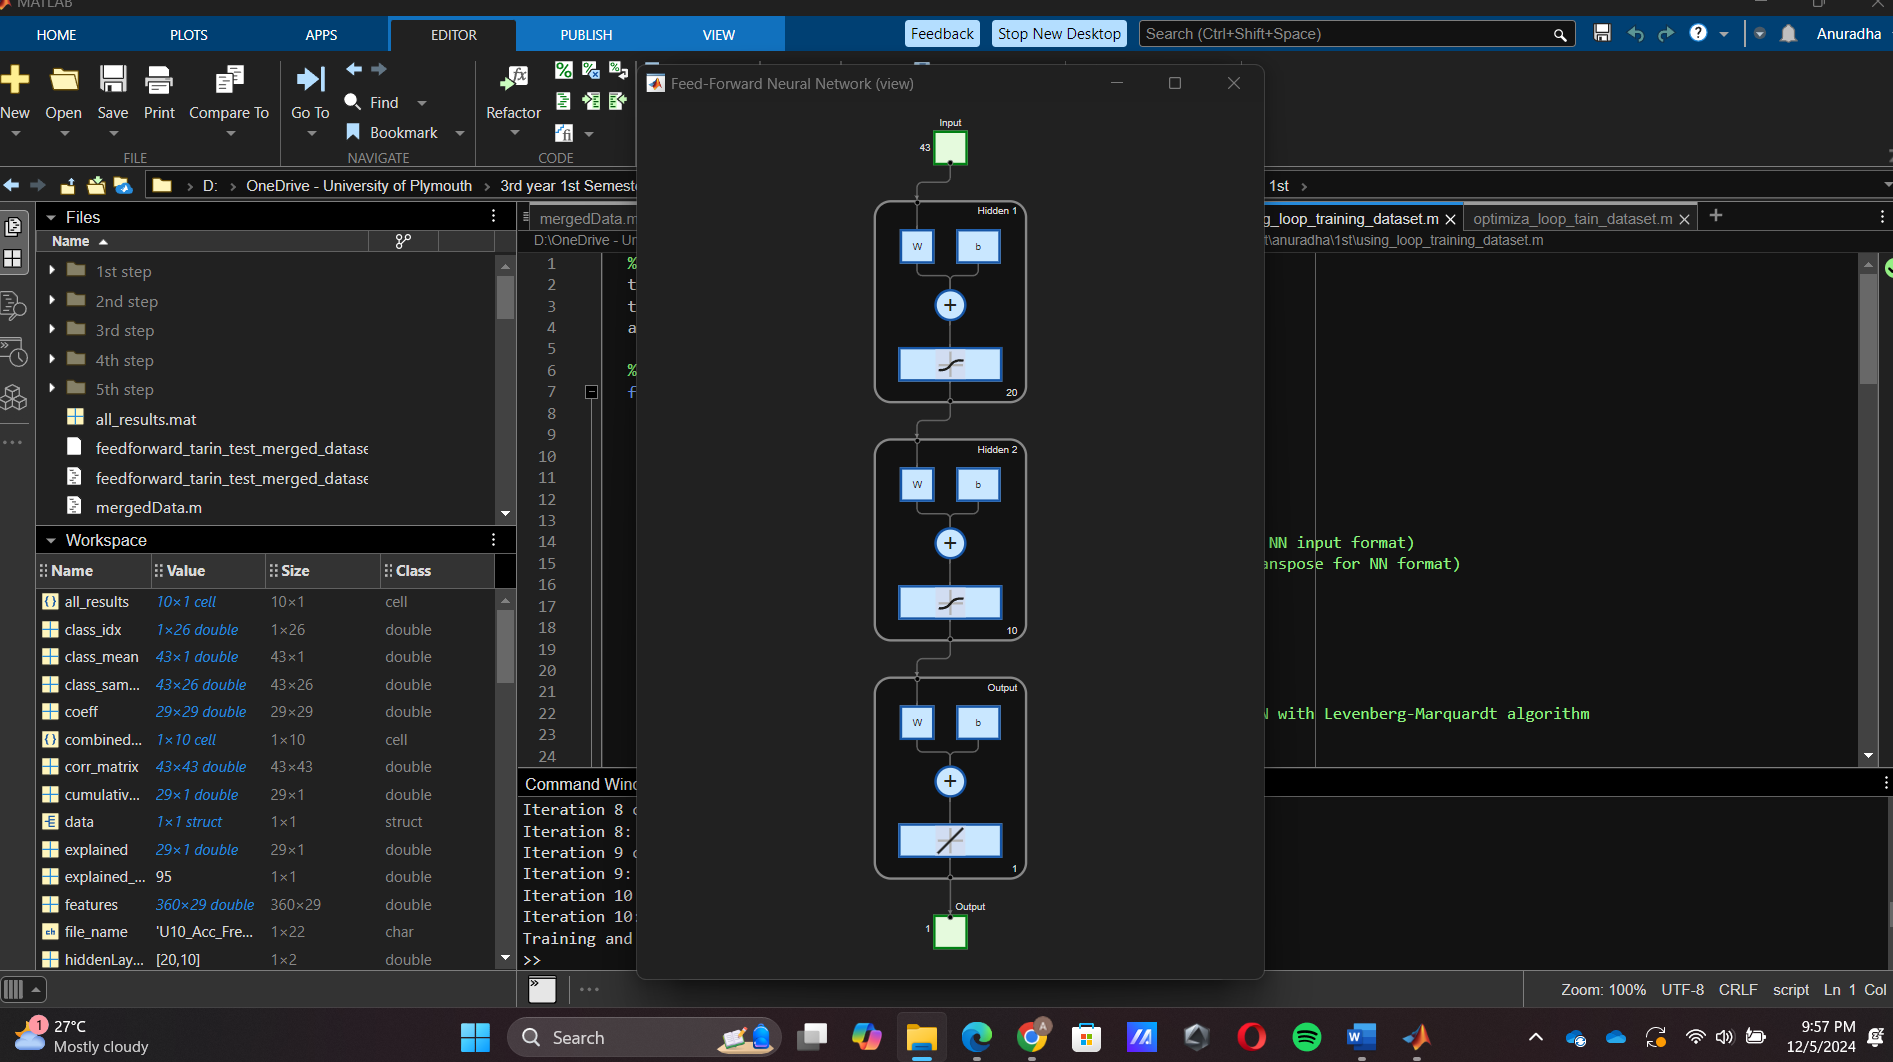 MATLAB
HOME PLOTS APPS EDITOR PUBLISH VIEW
Feedback Stop New Desktop Search (Ctrl+Shift+Space) Anuradha
New Open Save Print Compare To
Go To Find Bookmark
Refactor
FILE NAVIGATE CODE
D: OneDrive - University of Plymouth 3rd year 1st Semeste 1st
Files
Name
1st step
2nd step
3rd step
4th step
5th step
all_results.mat
feedforward_tarin_test_merged_datase
feedforward_tarin_test_merged_datase
mergedData.m
Workspace
Name Value Size Class
all_results 10×1 cell 10×1 cell
class_idx 1×26 double 1×26 double
class_mean 43×1 double 43×1 double
class_sam... 43×26 double 43×26 double
coeff 29×29 double 29×29 double
combined... 1×10 cell 1×10 cell
corr_matrix 43×43 double 43×43 double
cumulativ... 29×1 double 29×1 double
data 1×1 struct 1×1 struct
explained 29×1 double 29×1 double
explained_... 95 1×1 double
features 360×29 double 360×29 double
file_name 'U10_Acc_Fre... 1×22 char
hiddenLay... [20,10] 1×2 double
mergedData.m
g_loop_training_dataset.m optimiza_loop_tain_dataset.m
D:\OneDrive - Un
t\anuradha\1st\using_loop_training_dataset.m
1 %
2 t
3 t
4 a
5
6 %
7 f
8
9
10
11
12
13
14 NN input format)
15 anspose for NN format)
16
17
18
19
20
21
22 N with Levenberg-Marquardt algorithm
23
24
Command Wind
Iteration 8 c
Iteration 8:
Iteration 9 c
Iteration 9:
Iteration 10
Iteration 10:
Training and
>>
Feed-Forward Neural Network (view)
Input
43
Hidden 1
W b
+
20
Hidden 2
W b
+
10
Output
W b
+
1
Output
1
Zoom: 100% UTF-8 CRLF script Ln 1 Col
1 27°C
Mostly cloudy
Search
9:57 PM
12/5/2024